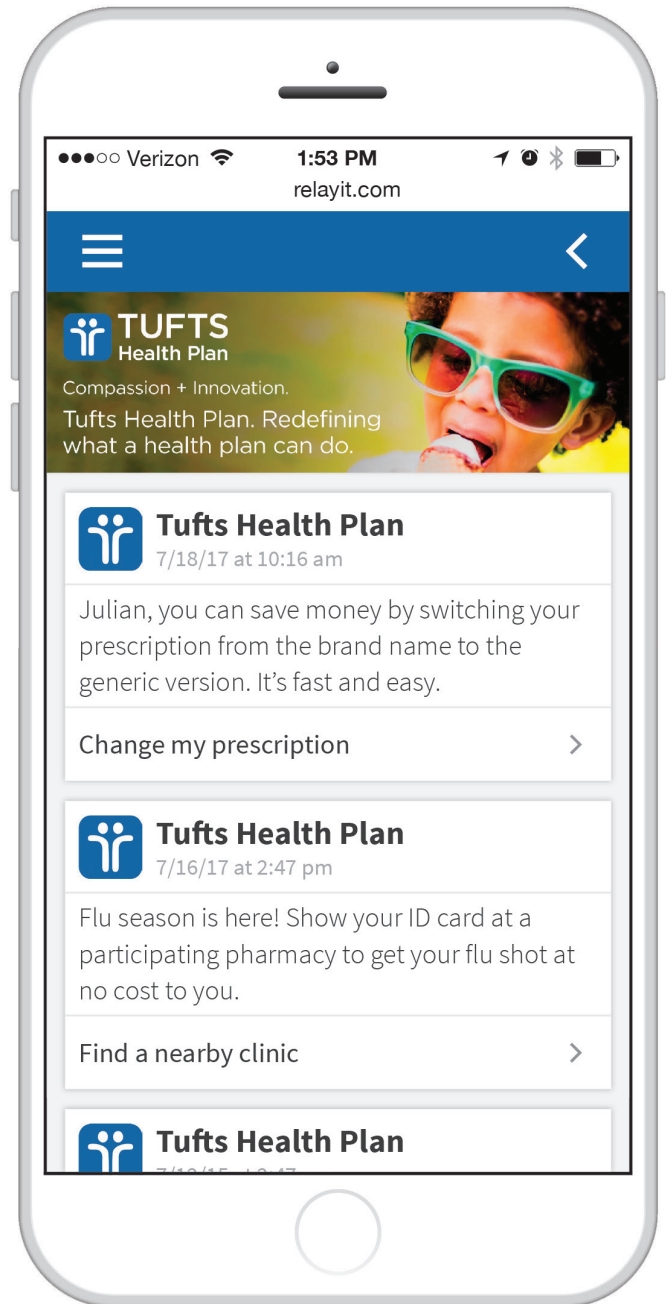 Verizon 1:53 PM
relayit.com
TUFTS
Health Plan
Compassion + Innovation.
Tufts Health Plan. Redefining
what a health plan can do.
Tufts Health Plan
7/18/17 at 10:16 am
Julian, you can save money by switching your
prescription from the brand name to the
generic version. It’s fast and easy.
Change my prescription
Tufts Health Plan
7/16/17 at 2:47 pm
Flu season is here! Show your ID card at a
participating pharmacy to get your flu shot at
no cost to you.
Find a nearby clinic
Tufts Health Plan